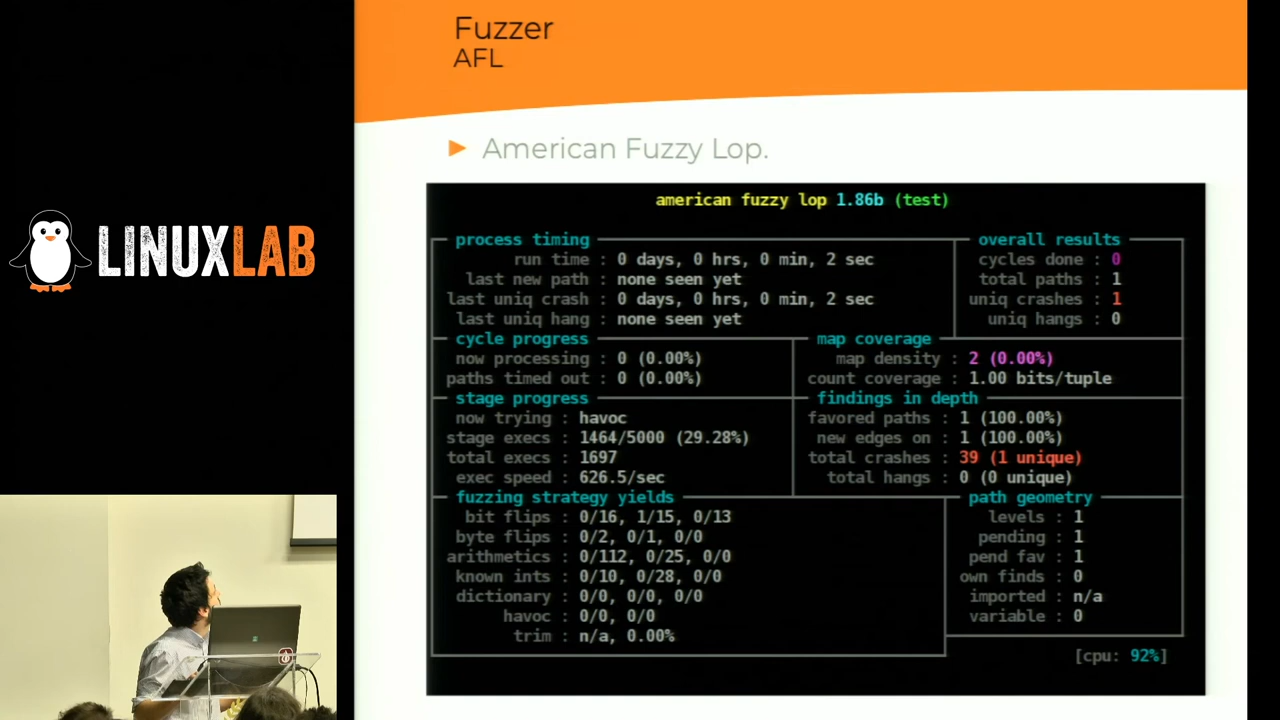 Fuzzer
AFL
► American Fuzzy Lop.
LINUXLAB
american fuzzy lop 1.86b (test)
process timing
run time : 0 days, 0 hrs, 0 min, 2 sec
last new path : none seen yet
last uniq crash : 0 days, 0 hrs, 0 min, 2 sec
last uniq hang : none seen yet
overall results
cycles done : 0
total paths : 1
uniq crashes : 1
uniq hangs : 0
cycle progress
now processing : 0 (0.00%)
paths timed out : 0 (0.00%)
map coverage
map density : 2 (0.00%)
count coverage : 1.00 bits/tuple
stage progress
now trying : havoc
stage execs : 1464/5000 (29.28%)
total execs : 1697
exec speed : 626.5/sec
findings in depth
favored paths : 1 (100.00%)
new edges on : 1 (100.00%)
total crashes : 39 (1 unique)
total hangs : 0 (0 unique)
fuzzing strategy yields
bit flips : 0/16, 1/15, 0/13
byte flips : 0/2, 0/1, 0/0
arithmetics : 0/112, 0/25, 0/0
known ints : 0/10, 0/28, 0/0
dictionary : 0/0, 0/0, 0/0
havoc : 0/0, 0/0
trim : n/a, 0.00%
path geometry
levels : 1
pending : 1
pend fav : 1
own finds : 0
imported : n/a
variable : 0
[cpu: 92%]